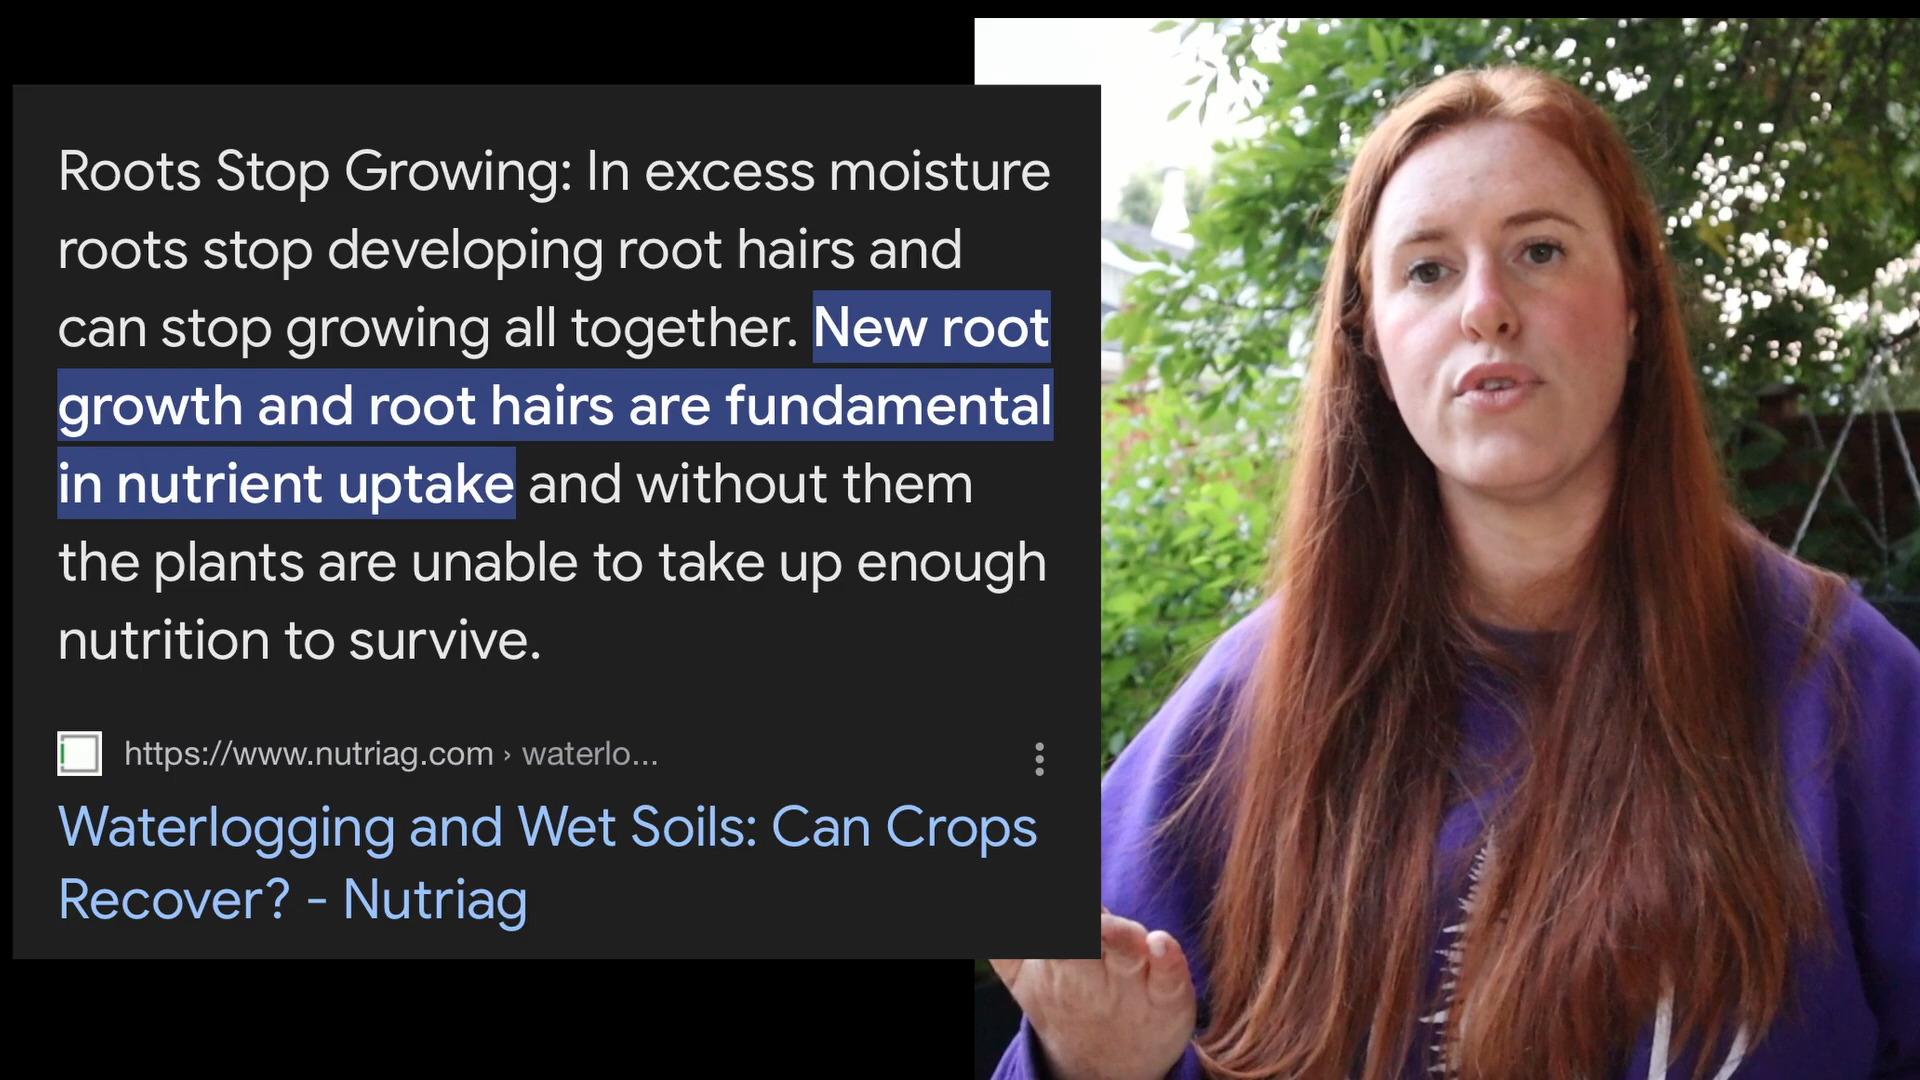 Roots Stop Growing: In excess moisture
roots stop developing root hairs and
can stop growing all together. New root
growth and root hairs are fundamental
in nutrient uptake and without them
the plants are unable to take up enough
nutrition to survive.
https://www.nutriag.com › waterlo...
Waterlogging and Wet Soils: Can Crops
Recover? - Nutriag